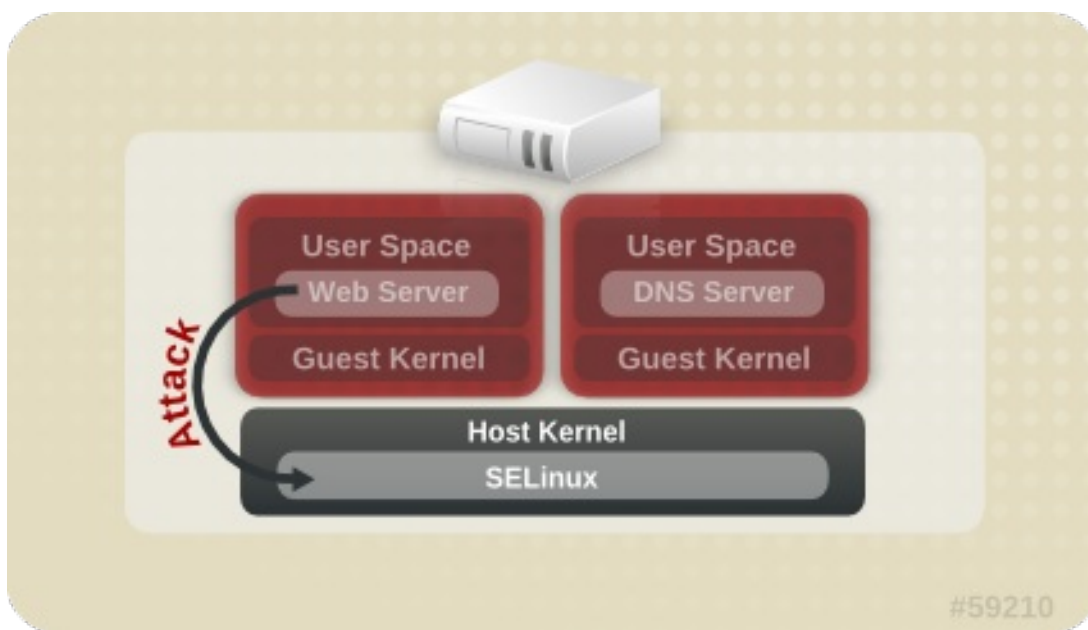 User Space
Web Server
Guest Kernel
User Space
DNS Server
Guest Kernel
Attack
Host Kernel
SELinux
#59210